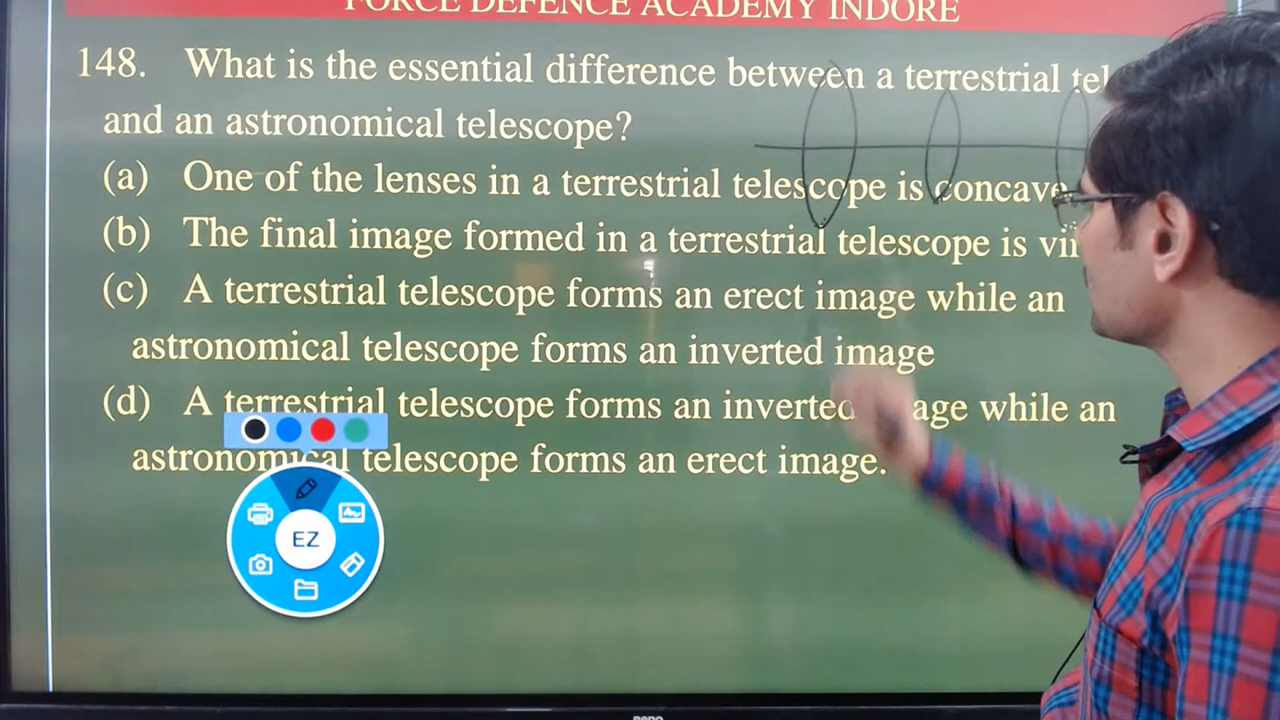 FORCE DEFENCE ACADEMY INDORE
148. What is the essential difference between a terrestrial
and an astronomical telescope?
(a) One of the lenses in a terrestrial telescope is concave
(b) The final image formed in a terrestrial telescope is
(c) A terrestrial telescope forms an erect image while an
astronomical telescope forms an inverted image
(d) A terrestrial telescope forms an inverted age while an
astronomical telescope forms an erect image.
EZ
benq